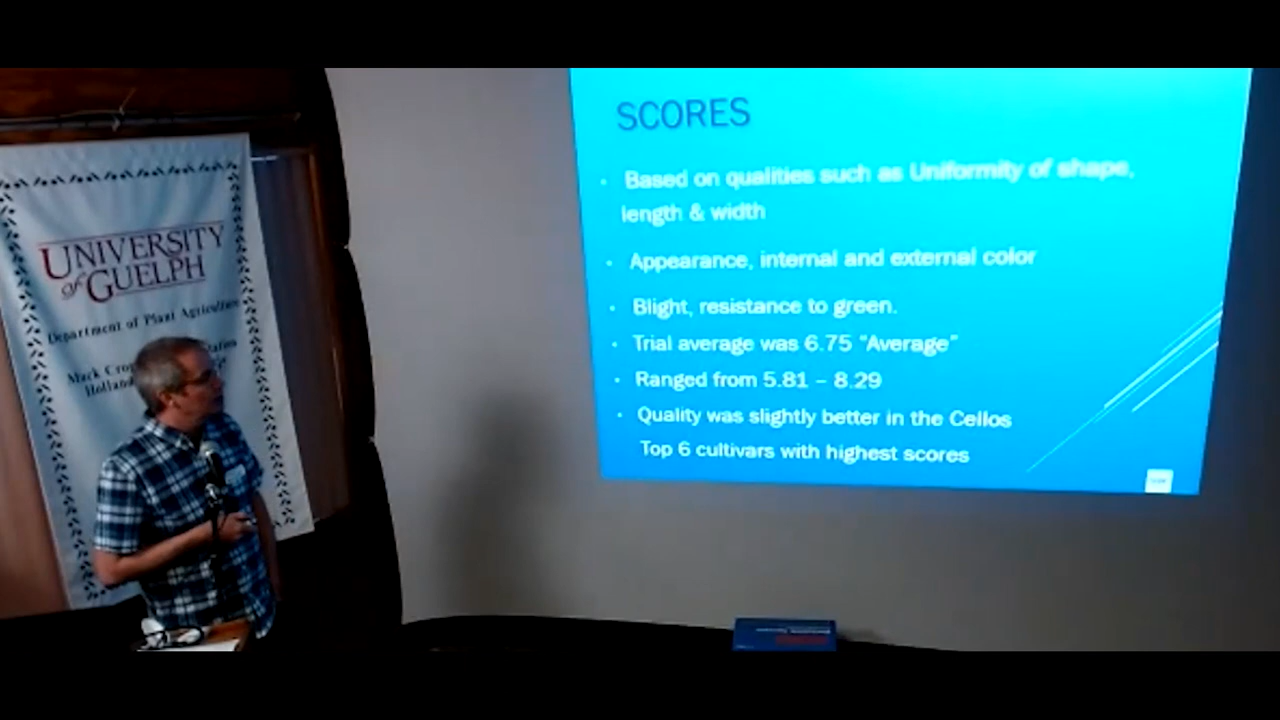 UNIVERSITY
of GUELPH
Department of Plant Agriculture
SCORES
Based on qualities such as Uniformity of shape,
length & width
Appearance, internal and external color
Blight, resistance to green.
Trial average was 6.75 "Average"
Ranged from 5.81 – 8.29
Quality was slightly better in the Cellos
Top 6 cultivars with highest scores